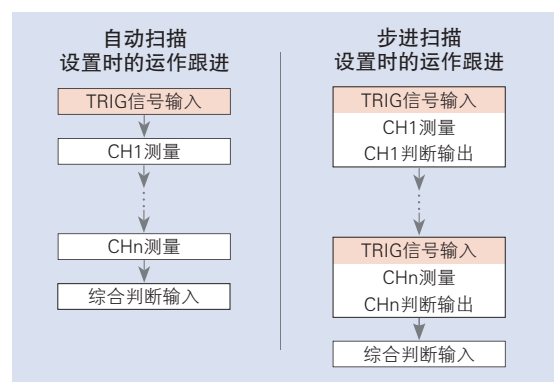 自动扫描
设置时的运作跟进
TRIG信号输入
CH1测量
CHn测量
综合判断输入
步进扫描
设置时的运作跟进
TRIG信号输入
CH1测量
CH1判断输出
TRIG信号输入
CHn测量
CHn判断输出
综合判断输入